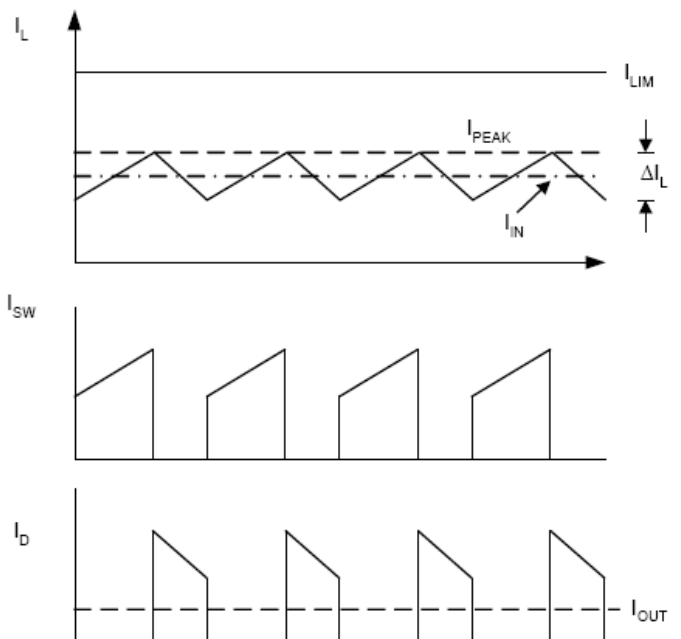 I_L
I_LIM
I_PEAK
ΔI_L
I_IN
I_SW
I_D
I_OUT